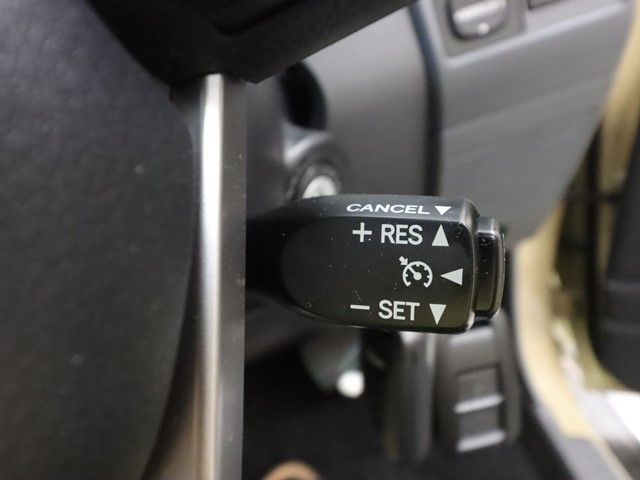 CANCEL▼
+ RES ▲
◀
− SET ▼